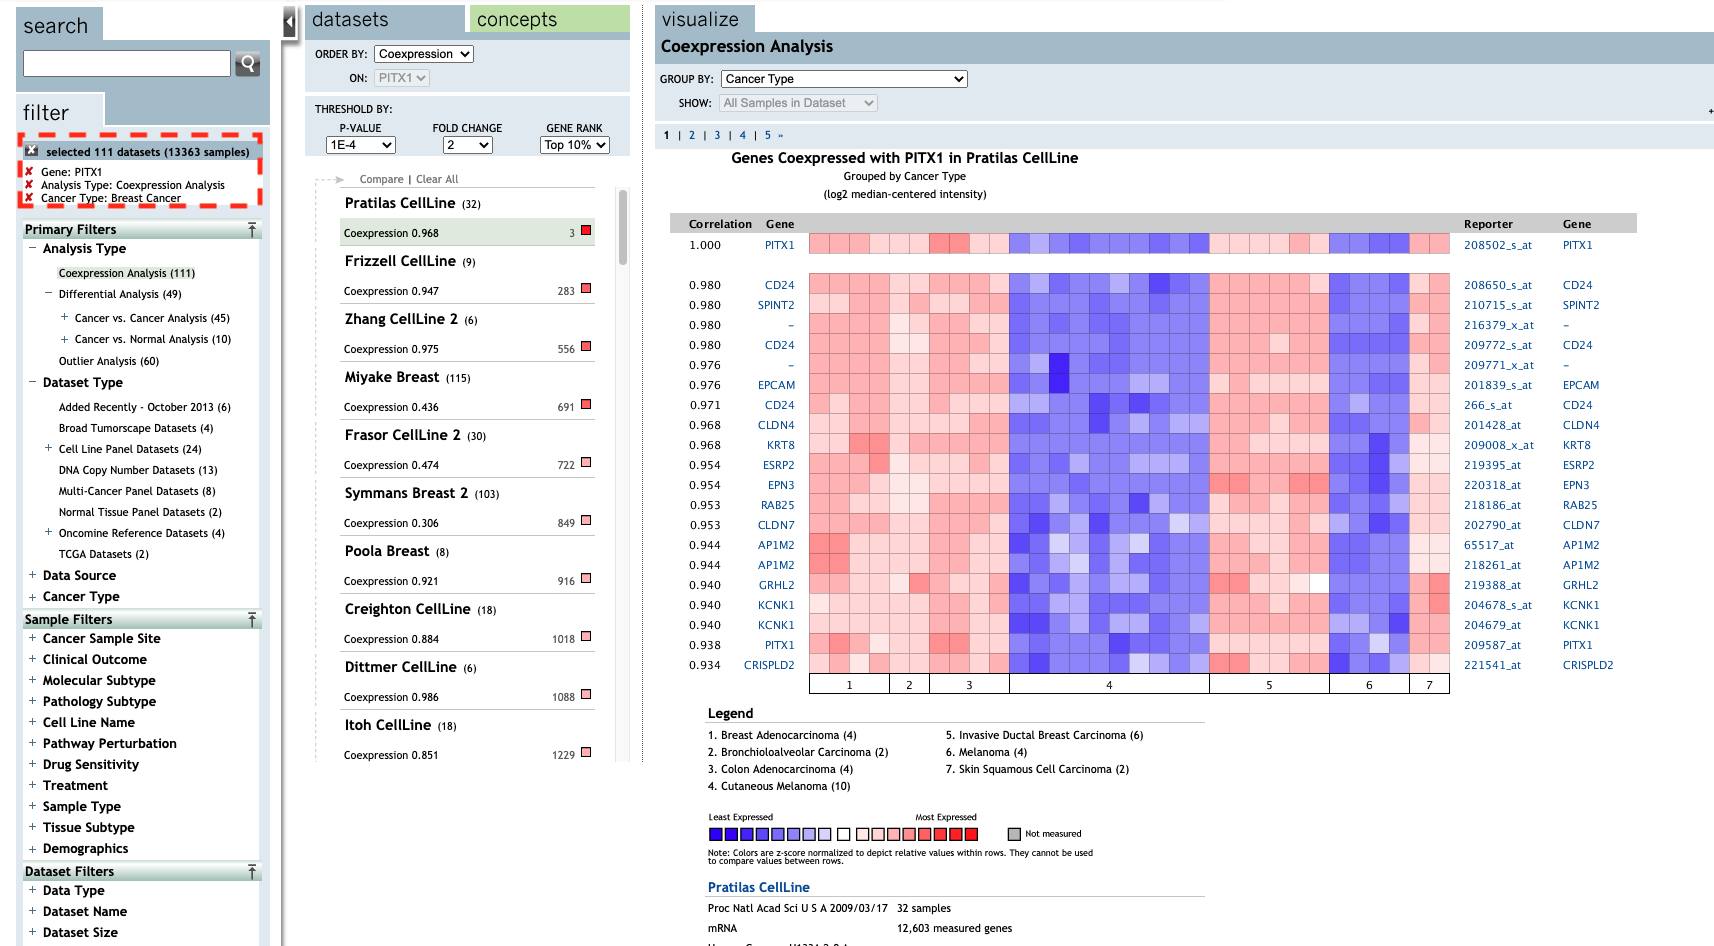 search
filter
selected 111 datasets (13363 samples)
Gene: PITX1
Analysis Type: Coexpression Analysis
Cancer Type: Breast Cancer
Primary Filters
Analysis Type
Coexpression Analysis (111)
Differential Analysis (49)
Cancer vs. Cancer Analysis (45)
Cancer vs. Normal Analysis (10)
Outlier Analysis (60)
Dataset Type
Added Recently - October 2013 (6)
Broad Tumorscape Datasets (4)
Cell Line Panel Datasets (24)
DNA Copy Number Datasets (13)
Multi-Cancer Panel Datasets (8)
Normal Tissue Panel Datasets (2)
Oncomine Reference Datasets (4)
TCGA Datasets (2)
Data Source
Cancer Type
Sample Filters
Cancer Sample Site
Clinical Outcome
Molecular Subtype
Pathology Subtype
Cell Line Name
Pathway Perturbation
Drug Sensitivity
Treatment
Sample Type
Tissue Subtype
Demographics
Dataset Filters
Data Type
Dataset Name
Dataset Size
datasets concepts
ORDER BY: Coexpression
ON: PITX1
THRESHOLD BY:
P-VALUE FOLD CHANGE GENE RANK
1E-4 2 Top 10%
Compare | Clear All
Pratilas CellLine (32)
Coexpression 0.968 3
Frizzell CellLine (9)
Coexpression 0.947 283
Zhang CellLine 2 (6)
Coexpression 0.975 556
Miyake Breast (115)
Coexpression 0.436 691
Frasor CellLine 2 (30)
Coexpression 0.474 722
Symmans Breast 2 (103)
Coexpression 0.306 849
Poola Breast (8)
Coexpression 0.921 916
Creighton CellLine (18)
Coexpression 0.884 1018
Dittmer CellLine (6)
Coexpression 0.986 1088
Itoh CellLine (18)
Coexpression 0.851 1229
visualize
Coexpression Analysis
GROUP BY: Cancer Type
SHOW: All Samples in Dataset
1 | 2 | 3 | 4 | 5 »
Genes Coexpressed with PITX1 in Pratilas CellLine
Grouped by Cancer Type
(log2 median-centered intensity)
Correlation Gene Reporter Gene
1.000 PITX1 208502_s_at PITX1
0.980 CD24 208650_s_at CD24
0.980 SPINT2 210715_s_at SPINT2
0.980 – 216379_x_at –
0.980 CD24 209772_s_at CD24
0.976 – 209771_x_at –
0.976 EPCAM 201839_s_at EPCAM
0.971 CD24 266_s_at CD24
0.968 CLDN4 201428_at CLDN4
0.968 KRT8 209008_x_at KRT8
0.954 ESRP2 219395_at ESRP2
0.954 EPN3 220318_at EPN3
0.953 RAB25 218186_at RAB25
0.953 CLDN7 202790_at CLDN7
0.944 AP1M2 65517_at AP1M2
0.944 AP1M2 218261_at AP1M2
0.940 GRHL2 219388_at GRHL2
0.940 KCNK1 204678_s_at KCNK1
0.940 KCNK1 204679_at KCNK1
0.938 PITX1 209587_at PITX1
0.934 CRISPLD2 221541_at CRISPLD2
1 2 3 4 5 6 7
Legend
1. Breast Adenocarcinoma (4)
2. Bronchioloalveolar Carcinoma (2)
3. Colon Adenocarcinoma (4)
4. Cutaneous Melanoma (10)
5. Invasive Ductal Breast Carcinoma (6)
6. Melanoma (4)
7. Skin Squamous Cell Carcinoma (2)
Least Expressed Most Expressed
Not measured
Note: Colors are z-score normalized to depict relative values within rows. They cannot be used
to compare values between rows.
Pratilas CellLine
Proc Natl Acad Sci U S A 2009/03/17 32 samples
mRNA 12,603 measured genes